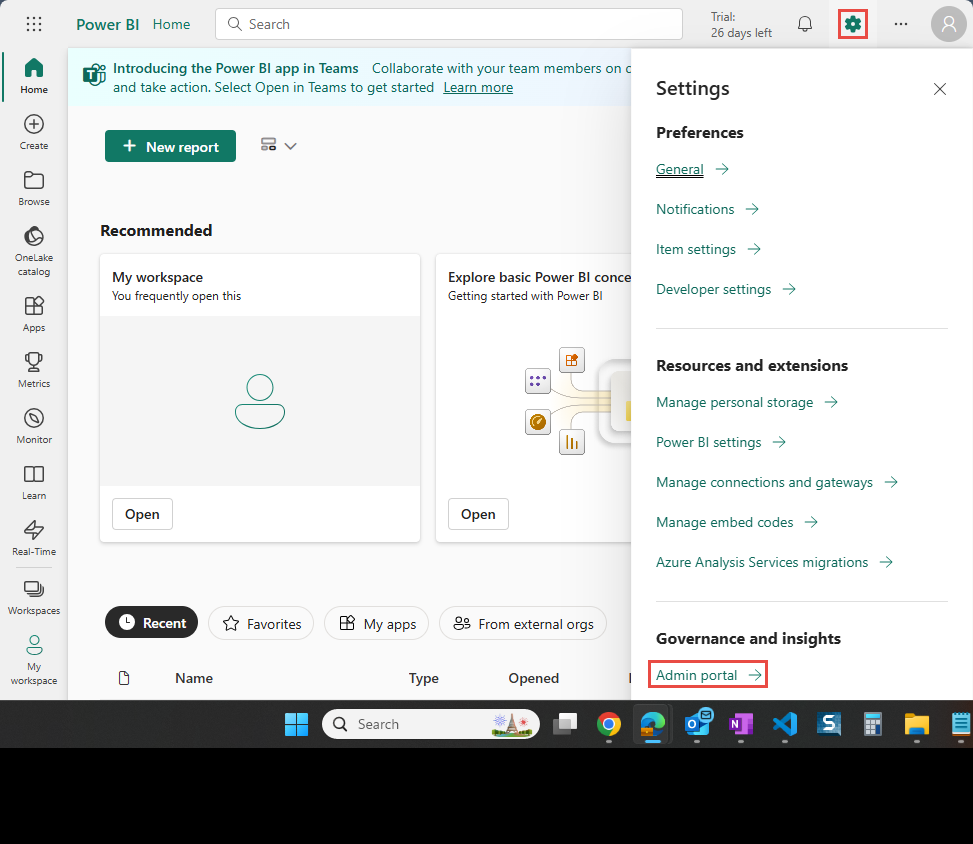 Power BI Home
Search
Trial:
26 days left
Home
Create
Browse
OneLake
catalog
Apps
Metrics
Monitor
Learn
Real-Time
Workspaces
My
workspace
Introducing the Power BI app in Teams Collaborate with your team members on
and take action. Select Open in Teams to get started Learn more
New report
Recommended
My workspace
You frequently open this
Open
Explore basic Power BI conce
Getting started with Power BI
Open
Recent
Favorites
My apps
From external orgs
Name Type Opened
Settings
Preferences
General
Notifications
Item settings
Developer settings
Resources and extensions
Manage personal storage
Power BI settings
Manage connections and gateways
Manage embed codes
Azure Analysis Services migrations
Governance and insights
Admin portal
Search